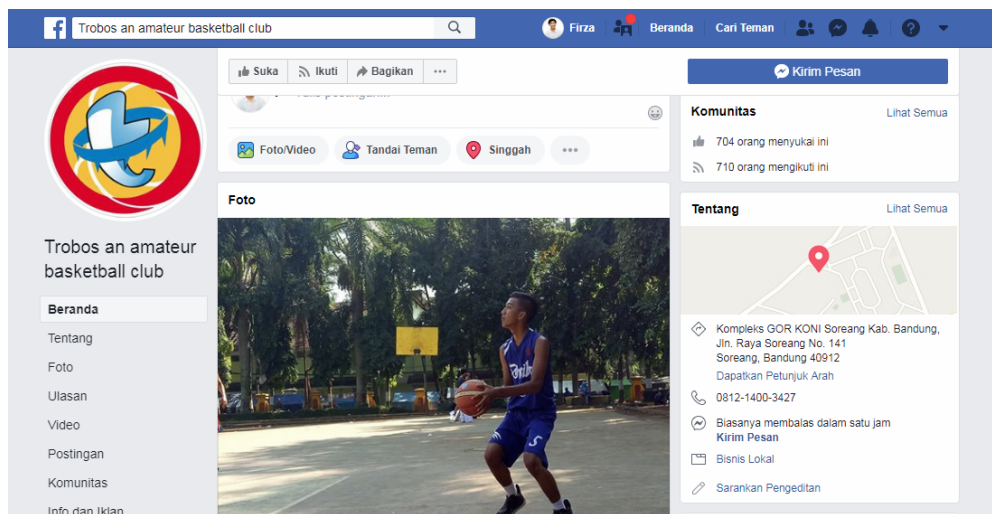 Trobos an amateur basketball club
Firza
Beranda
Cari Teman
Suka
Ikuti
Bagikan
Kirim Pesan
Foto/Video
Tandai Teman
Singgah
Komunitas
Lihat Semua
704 orang menyukai ini
710 orang mengikuti ini
Foto
Tentang
Lihat Semua
Trobos an amateur
basketball club
Beranda
Tentang
Foto
Ulasan
Video
Postingan
Komunitas
Info dan Iklan
5
Kompleks GOR KONI Soreang Kab. Bandung,
Jln. Raya Soreang No. 141
Soreang, Bandung 40912
Dapatkan Petunjuk Arah
0812-1400-3427
Biasanya membalas dalam satu jam
Kirim Pesan
Bisnis Lokal
Sarankan Pengeditan